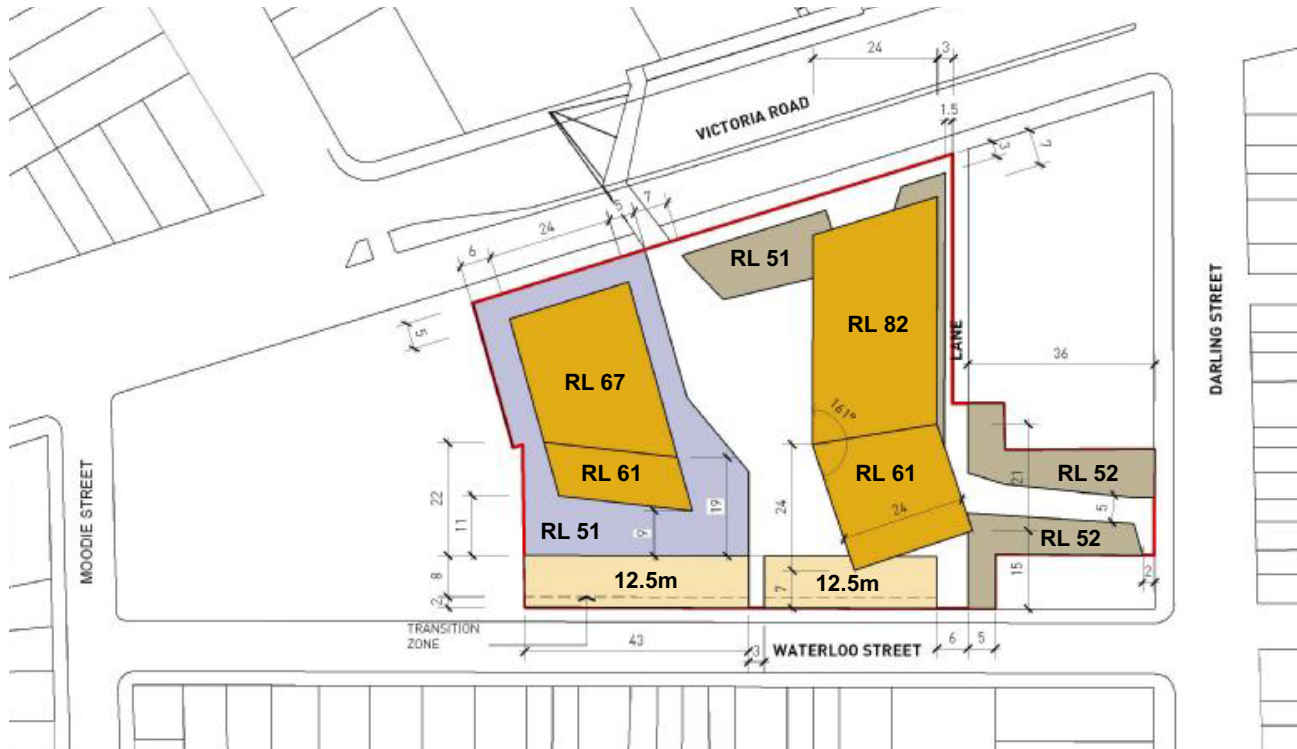 24
3
1.5
VICTORIA ROAD
3
7
5
7
24
6
RL 51
5
RL 82
LANE
36
DARLING STREET
RL 67
161°
RL 61
RL 61
21
RL 52
MOODIE STREET
22
11
19
24
24
5
RL 51
9
RL 52
12.5m
12.5m
8
7
15
2
2
TRANSITION
ZONE
43
3
WATERLOO STREET
6
5